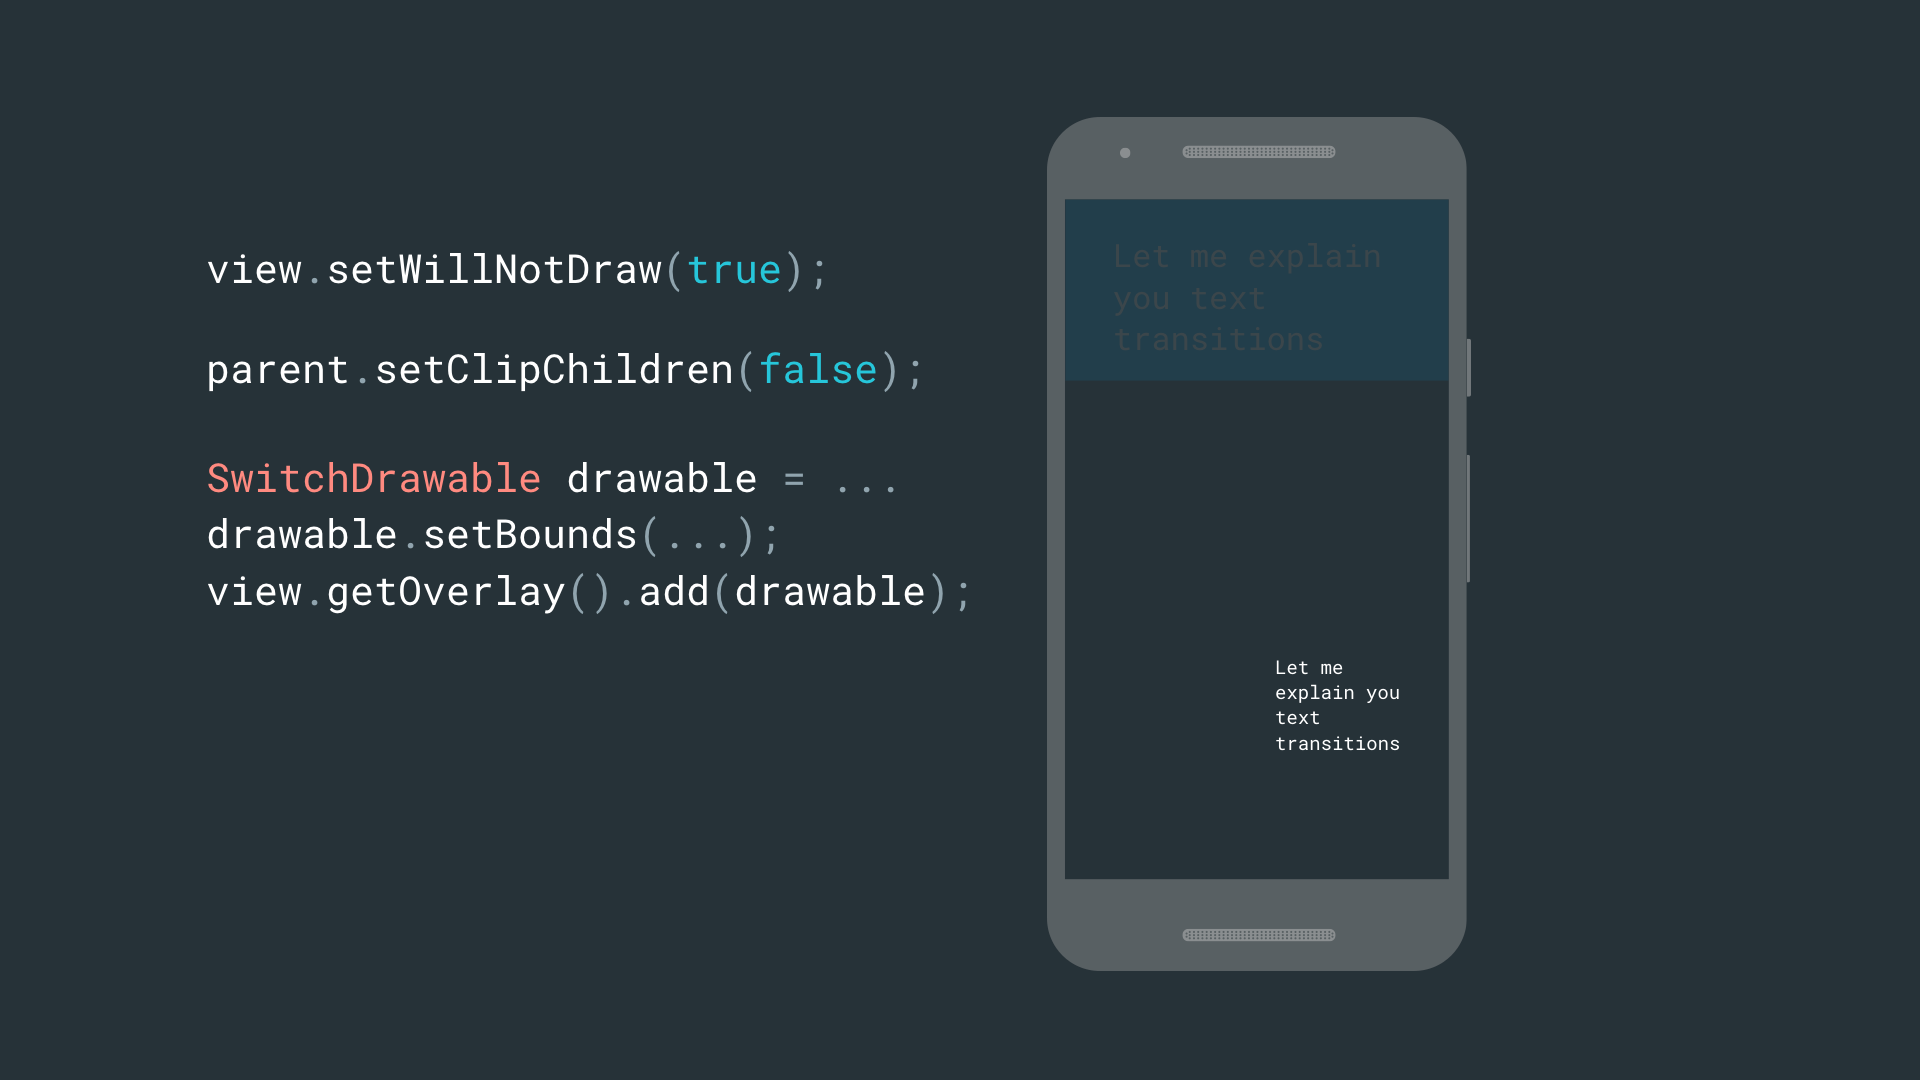 view.setWillNotDraw(true);
parent.setClipChildren(false);
SwitchDrawable drawable = ...
drawable.setBounds(...);
view.getOverlay().add(drawable);
Let me explain
you text
transitions
Let me
explain you
text
transitions